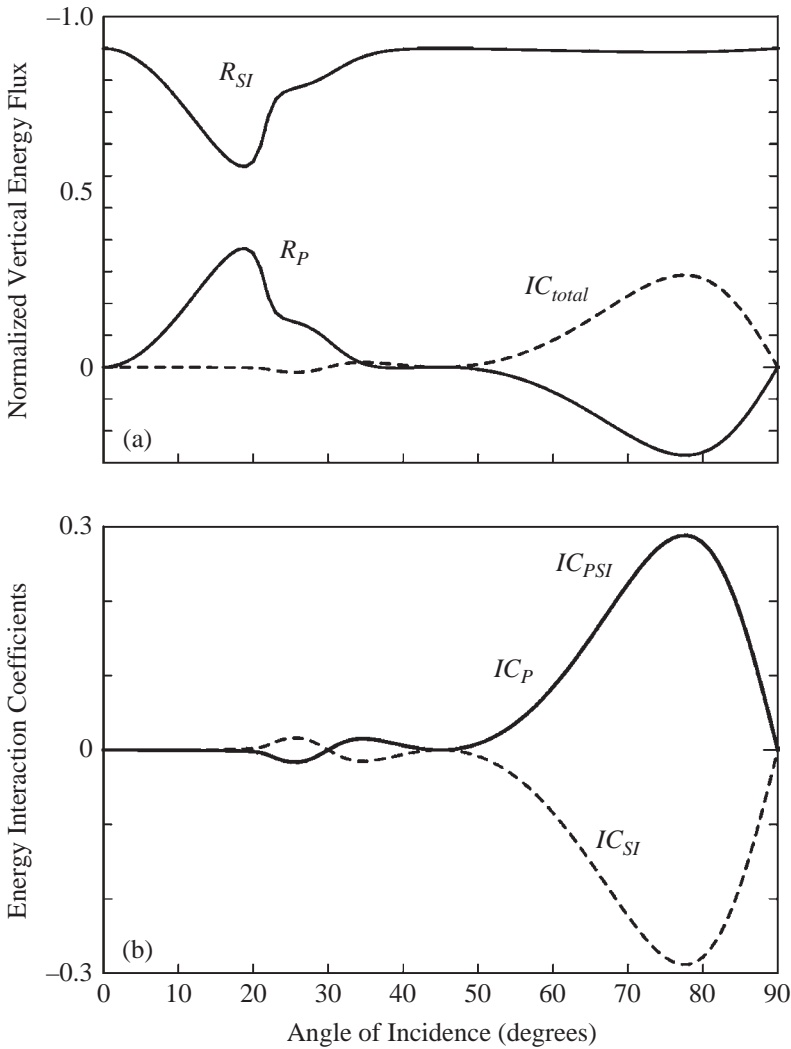 –1.0
R_SI
0.5
R_P
IC_total
0
(a)
Normalized Vertical Energy Flux
0.3
IC_PSI
IC_P
0
IC_SI
(b)
–0.3
Energy Interaction Coefficients
0 10 20 30 40 50 60 70 80 90
Angle of Incidence (degrees)